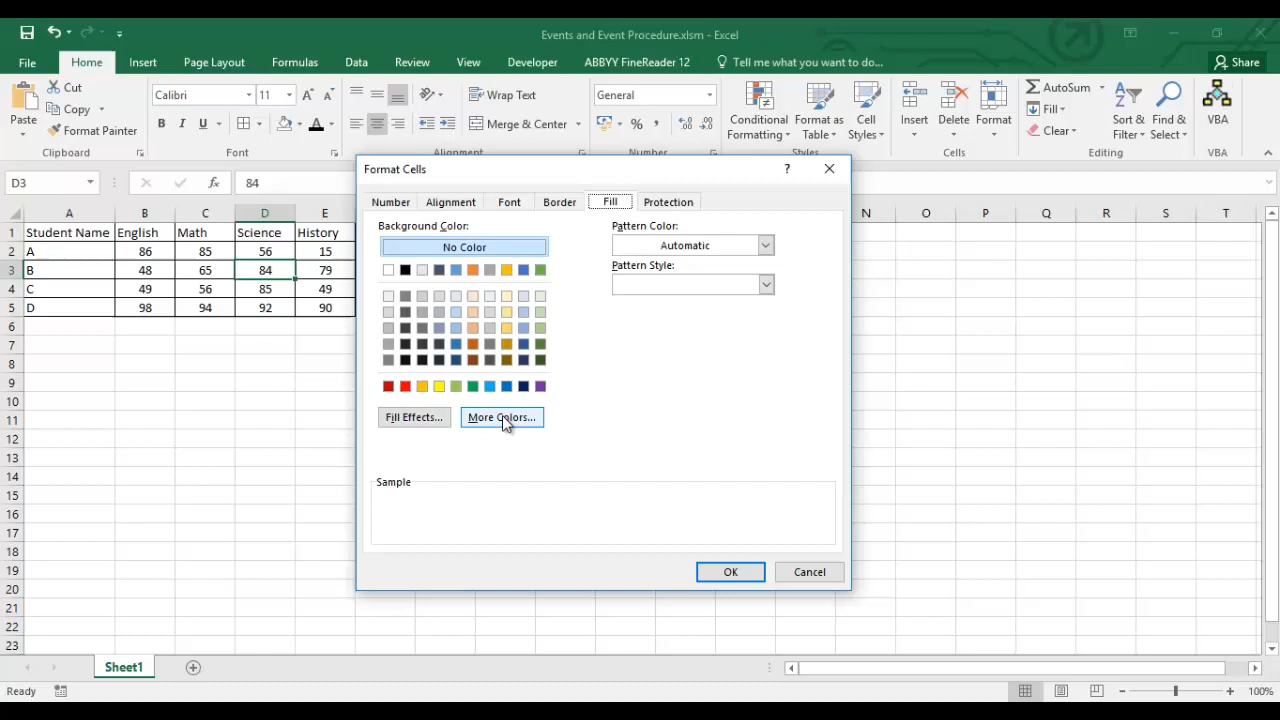 Events and Event Procedure.xlsm - Excel
File Home Insert Page Layout Formulas Data Review View Developer ABBYY FineReader 12 Tell me what you want to do... Share
Paste Cut Copy Format Painter Clipboard
Calibri 11 B I U A Font
Wrap Text Merge & Center Alignment
General % , Number
Conditional Formatting Format as Table Cell Styles Styles
Insert Delete Format Cells
AutoSum Fill Clear Sort & Filter Find & Select Editing
VBA VBA
D3 fx 84
A B C D E N O P Q R S T
1 Student Name English Math Science History
2 A 86 85 56 15
3 B 48 65 84 79
4 C 49 56 85 49
5 D 98 94 92 90
6
7
8
9
10
11
12
13
14
15
16
17
18
19
20
21
22
23
Format Cells ?
Number Alignment Font Border Fill Protection
Background Color: Pattern Color:
No Color Automatic
Pattern Style:
Fill Effects... More Colors...
Sample
OK Cancel
Sheet1
Ready 100%